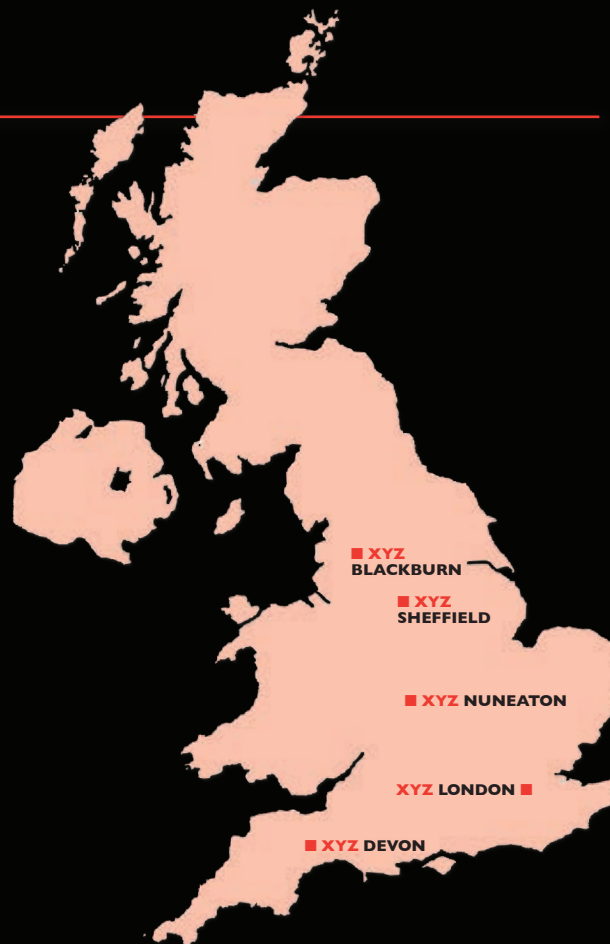 XYZ
BLACKBURN
XYZ
SHEFFIELD
XYZ NUNEATON
XYZ LONDON
XYZ DEVON